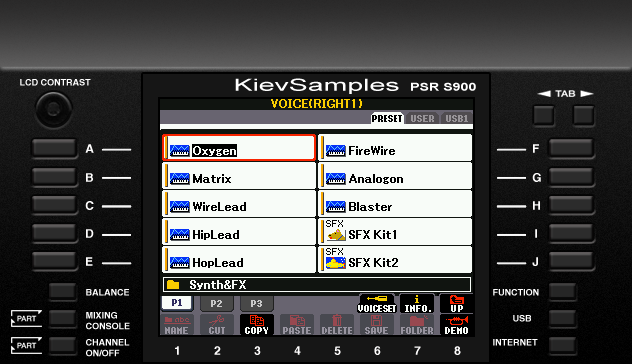 LCD CONTRAST
KievSamples PSR S900
VOICE(RIGHT1)
PRESET USER USB1
TAB
A Oxygen FireWire F
B Matrix Analogon G
C WireLead Blaster H
D HipLead SFX SFX Kit1 I
E HopLead SFX SFX Kit2 J
Synth&FX
P1 P2 P3
VOICESET INFO. UP
NAME CUT COPY PASTE DELETE SAVE FOLDER DEMO
1 2 3 4 5 6 7 8
BALANCE
PART MIXING CONSOLE
PART CHANNEL ON/OFF
FUNCTION
USB
INTERNET